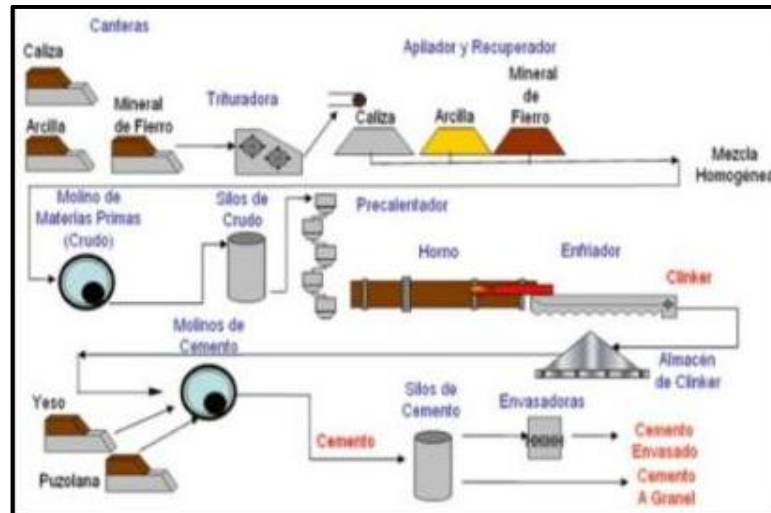 Canteras
Caliza
Apilador y Recuperador
Mineral
de
Fierro
Trituradora
Mineral
de Fierro
Arcilla
Caliza
Arcilla
Mezcla
Homogénea
Molino de
Materias Primas
(Crudo)
Silos de
Crudo
Precalentador
Horno
Enfriador
Clinker
Molinos de
Cemento
Almacén
de Clinker
Yeso
Puzolana
Cemento
Silos de
Cemento
Envasadoras
Cemento
Envasado
Cemento
A Granel